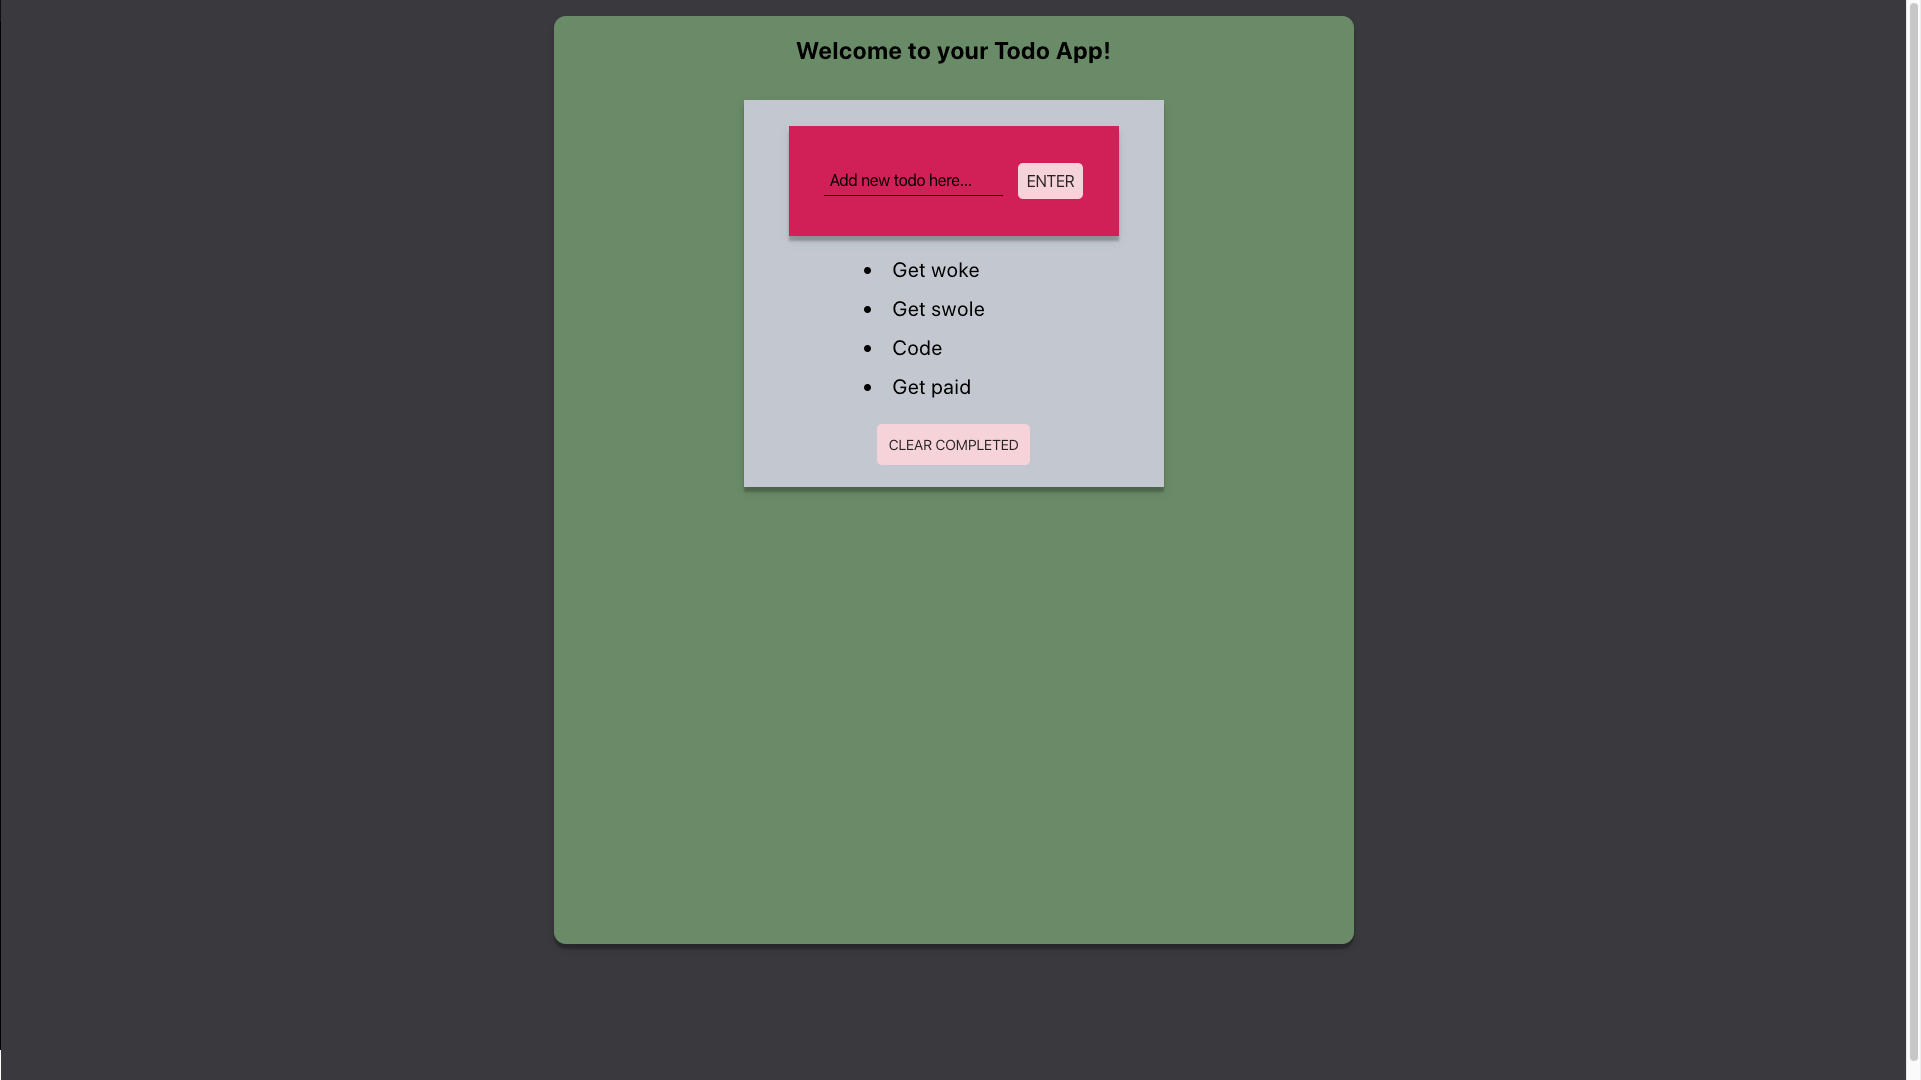 Welcome to your Todo App!
Add new todo here...
ENTER
Get woke
Get swole
Code
Get paid
CLEAR COMPLETED